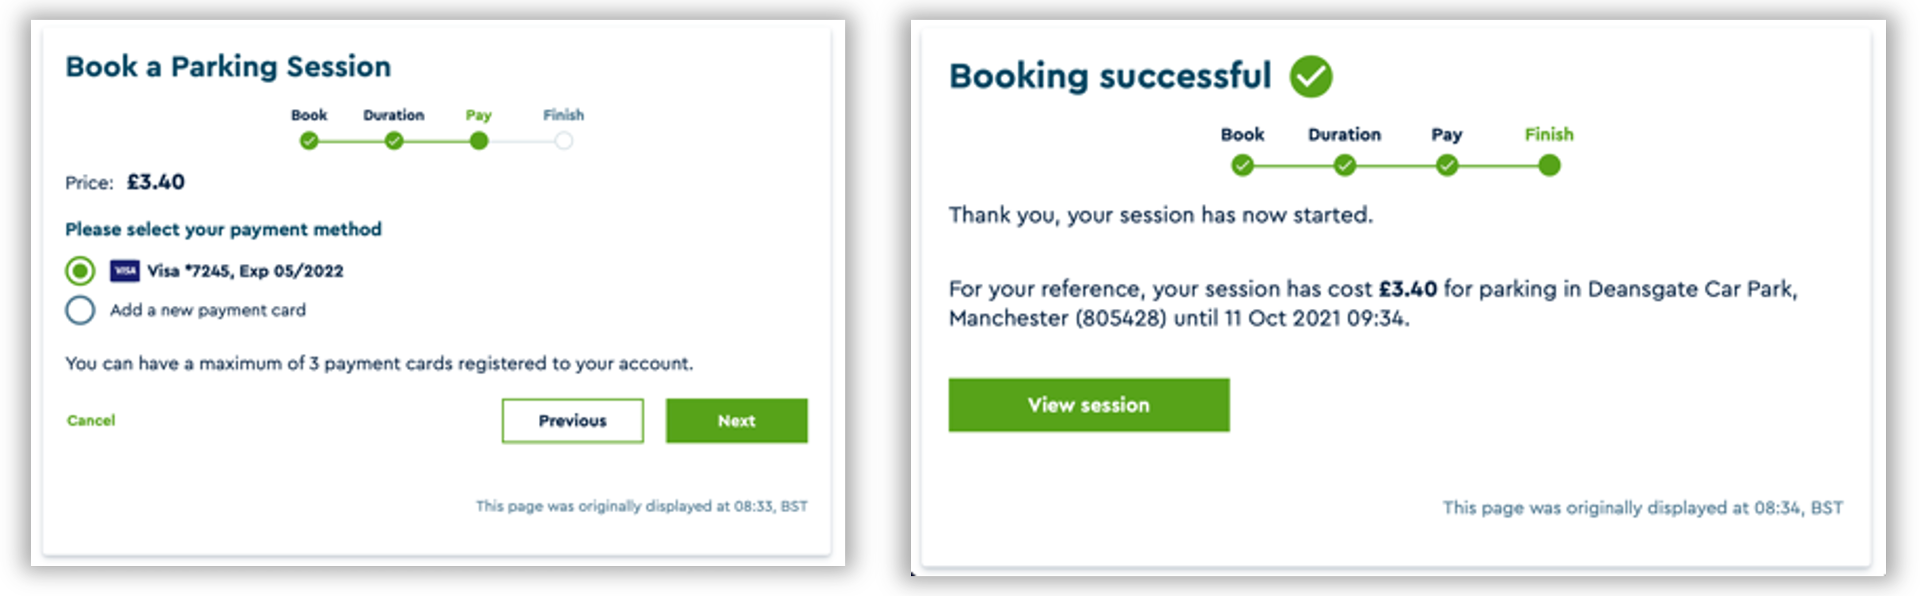 Book a Parking Session
Book Duration Pay Finish
Price: £3.40
Please select your payment method
VISA Visa *7245, Exp 05/2022
Add a new payment card
You can have a maximum of 3 payment cards registered to your account.
Cancel Previous Next
This page was originally displayed at 08:33, BST
Booking successful
Book Duration Pay Finish
Thank you, your session has now started.
For your reference, your session has cost £3.40 for parking in Deansgate Car Park,
Manchester (805428) until 11 Oct 2021 09:34.
View session
This page was originally displayed at 08:34, BST